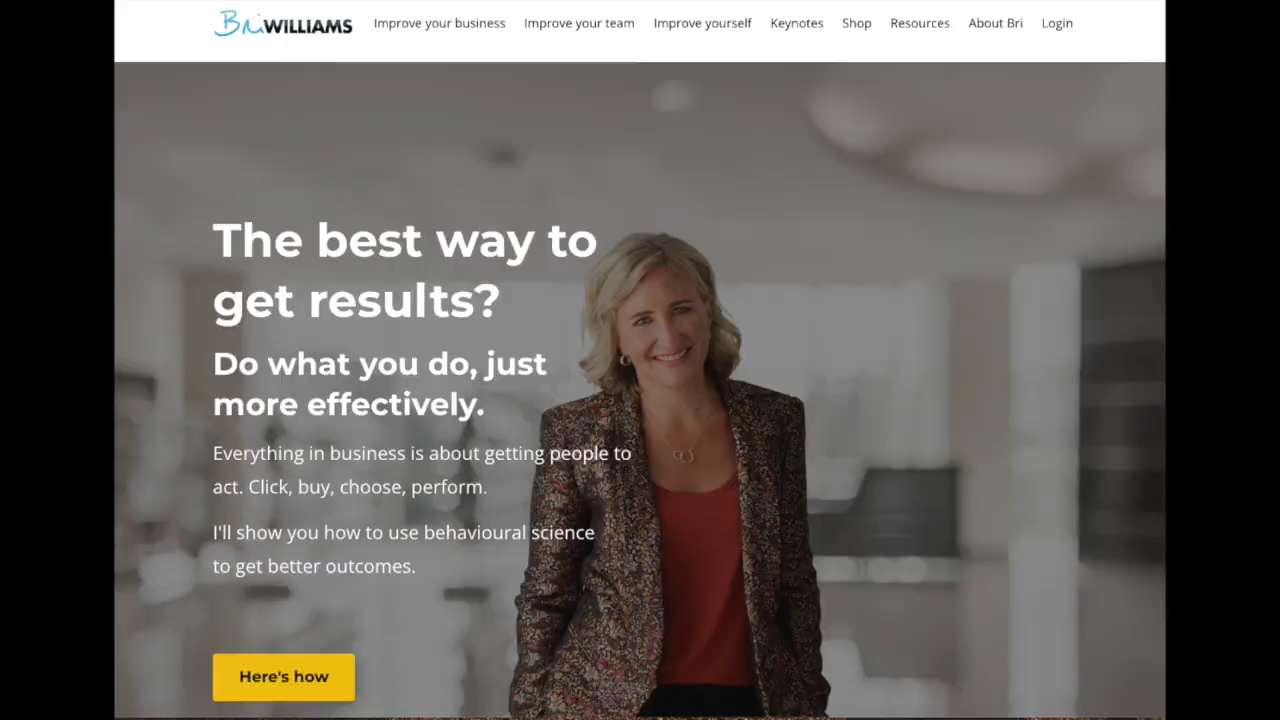 BriWILLIAMS
Improve your business Improve your team Improve yourself Keynotes Shop Resources About Bri Login
The best way to
get results?
Do what you do, just
more effectively.
Everything in business is about getting people to
act. Click, buy, choose, perform.
I'll show you how to use behavioural science
to get better outcomes.
Here's how